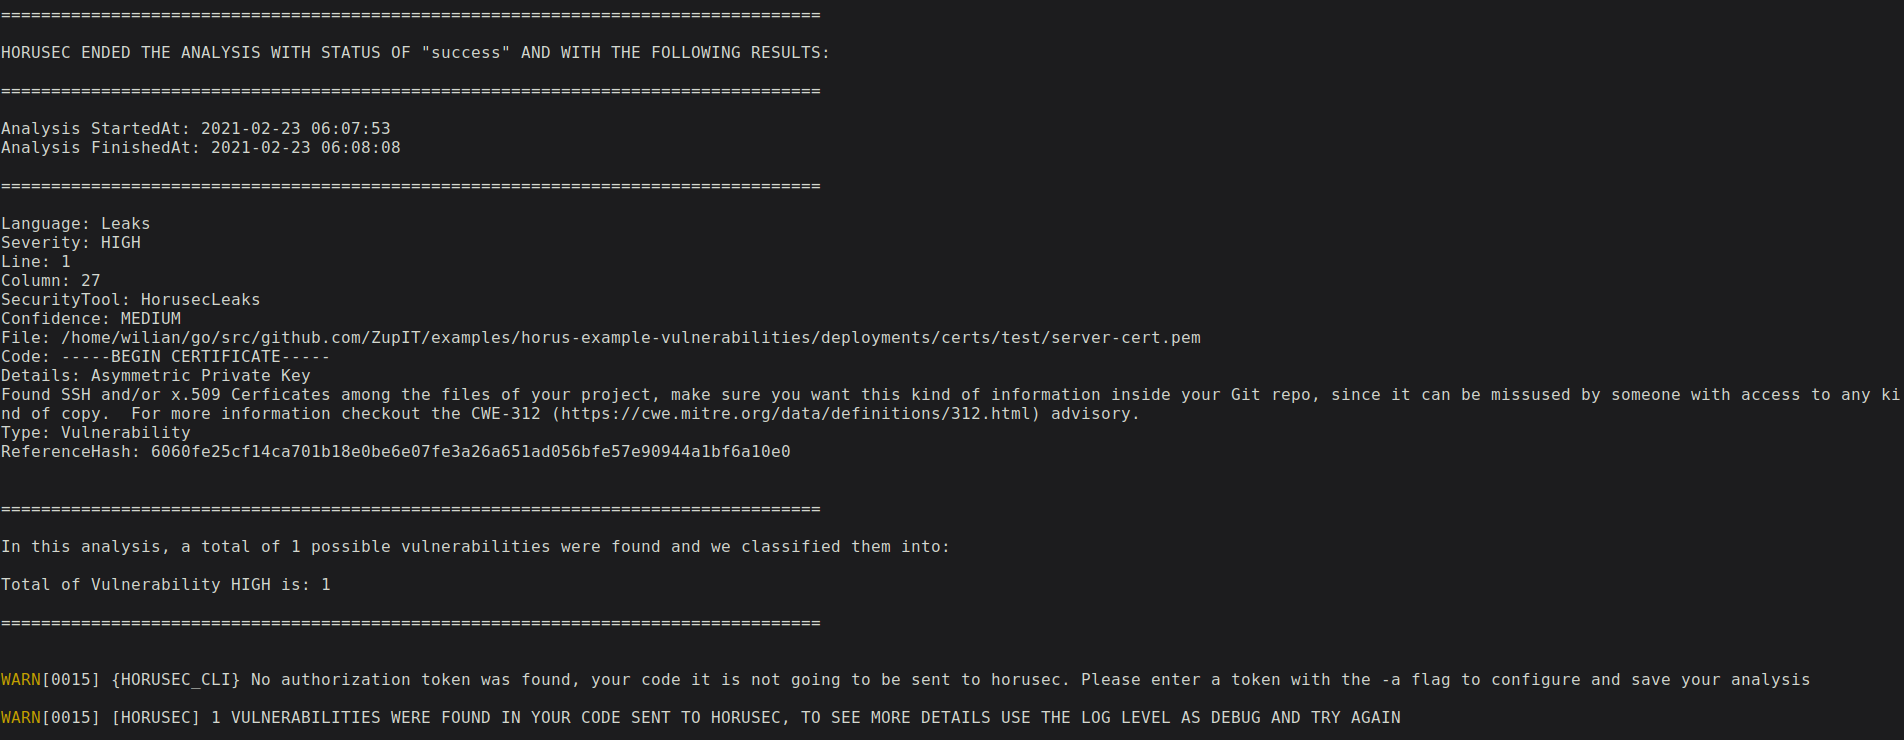 ==================================================================================
HORUSEC ENDED THE ANALYSIS WITH STATUS OF "success" AND WITH THE FOLLOWING RESULTS:
==================================================================================
Analysis StartedAt: 2021-02-23 06:07:53
Analysis FinishedAt: 2021-02-23 06:08:08
==================================================================================
Language: Leaks
Severity: HIGH
Line: 1
Column: 27
SecurityTool: HorusecLeaks
Confidence: MEDIUM
File: /home/wilian/go/src/github.com/ZupIT/examples/horus-example-vulnerabilities/deployments/certs/test/server-cert.pem
Code: -----BEGIN CERTIFICATE-----
Details: Asymmetric Private Key
Found SSH and/or x.509 Cerficates among the files of your project, make sure you want this kind of information inside your Git repo, since it can be missused by someone with access to any ki
nd of copy.  For more information checkout the CWE-312 (https://cwe.mitre.org/data/definitions/312.html) advisory.
Type: Vulnerability
ReferenceHash: 6060fe25cf14ca701b18e0be6e07fe3a26a651ad056bfe57e90944a1bf6a10e0
==================================================================================
In this analysis, a total of 1 possible vulnerabilities were found and we classified them into:
Total of Vulnerability HIGH is: 1
==================================================================================
WARN[0015] {HORUSEC_CLI} No authorization token was found, your code it is not going to be sent to horusec. Please enter a token with the -a flag to configure and save your analysis
WARN[0015] [HORUSEC] 1 VULNERABILITIES WERE FOUND IN YOUR CODE SENT TO HORUSEC, TO SEE MORE DETAILS USE THE LOG LEVEL AS DEBUG AND TRY AGAIN